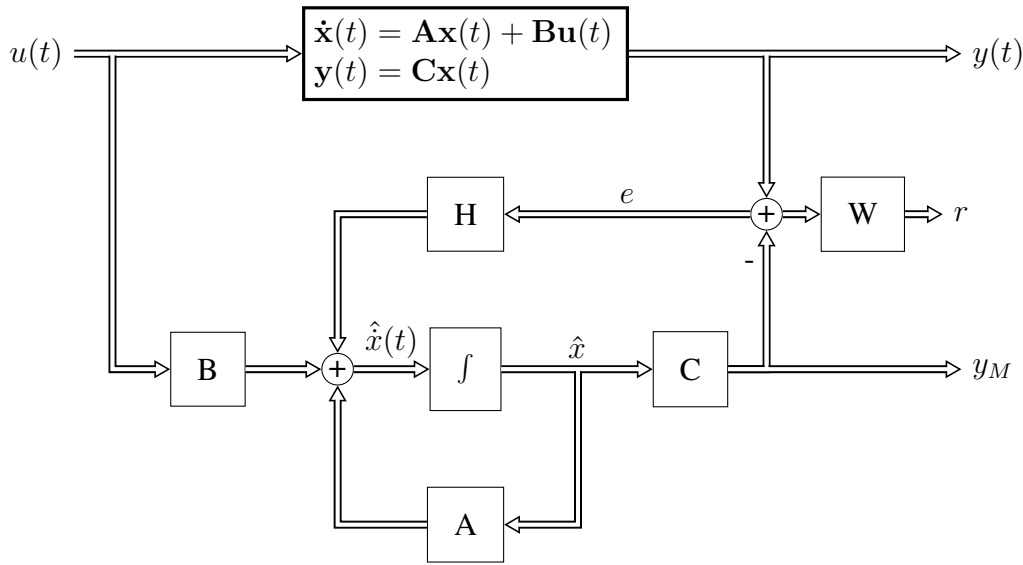 u(t)
ẋ(t) = Ax(t) + Bu(t)
y(t) = Cx(t)
y(t)
H
e
+
W
r
-
B
+
x̂̇(t)
∫
x̂
C
y_M
A